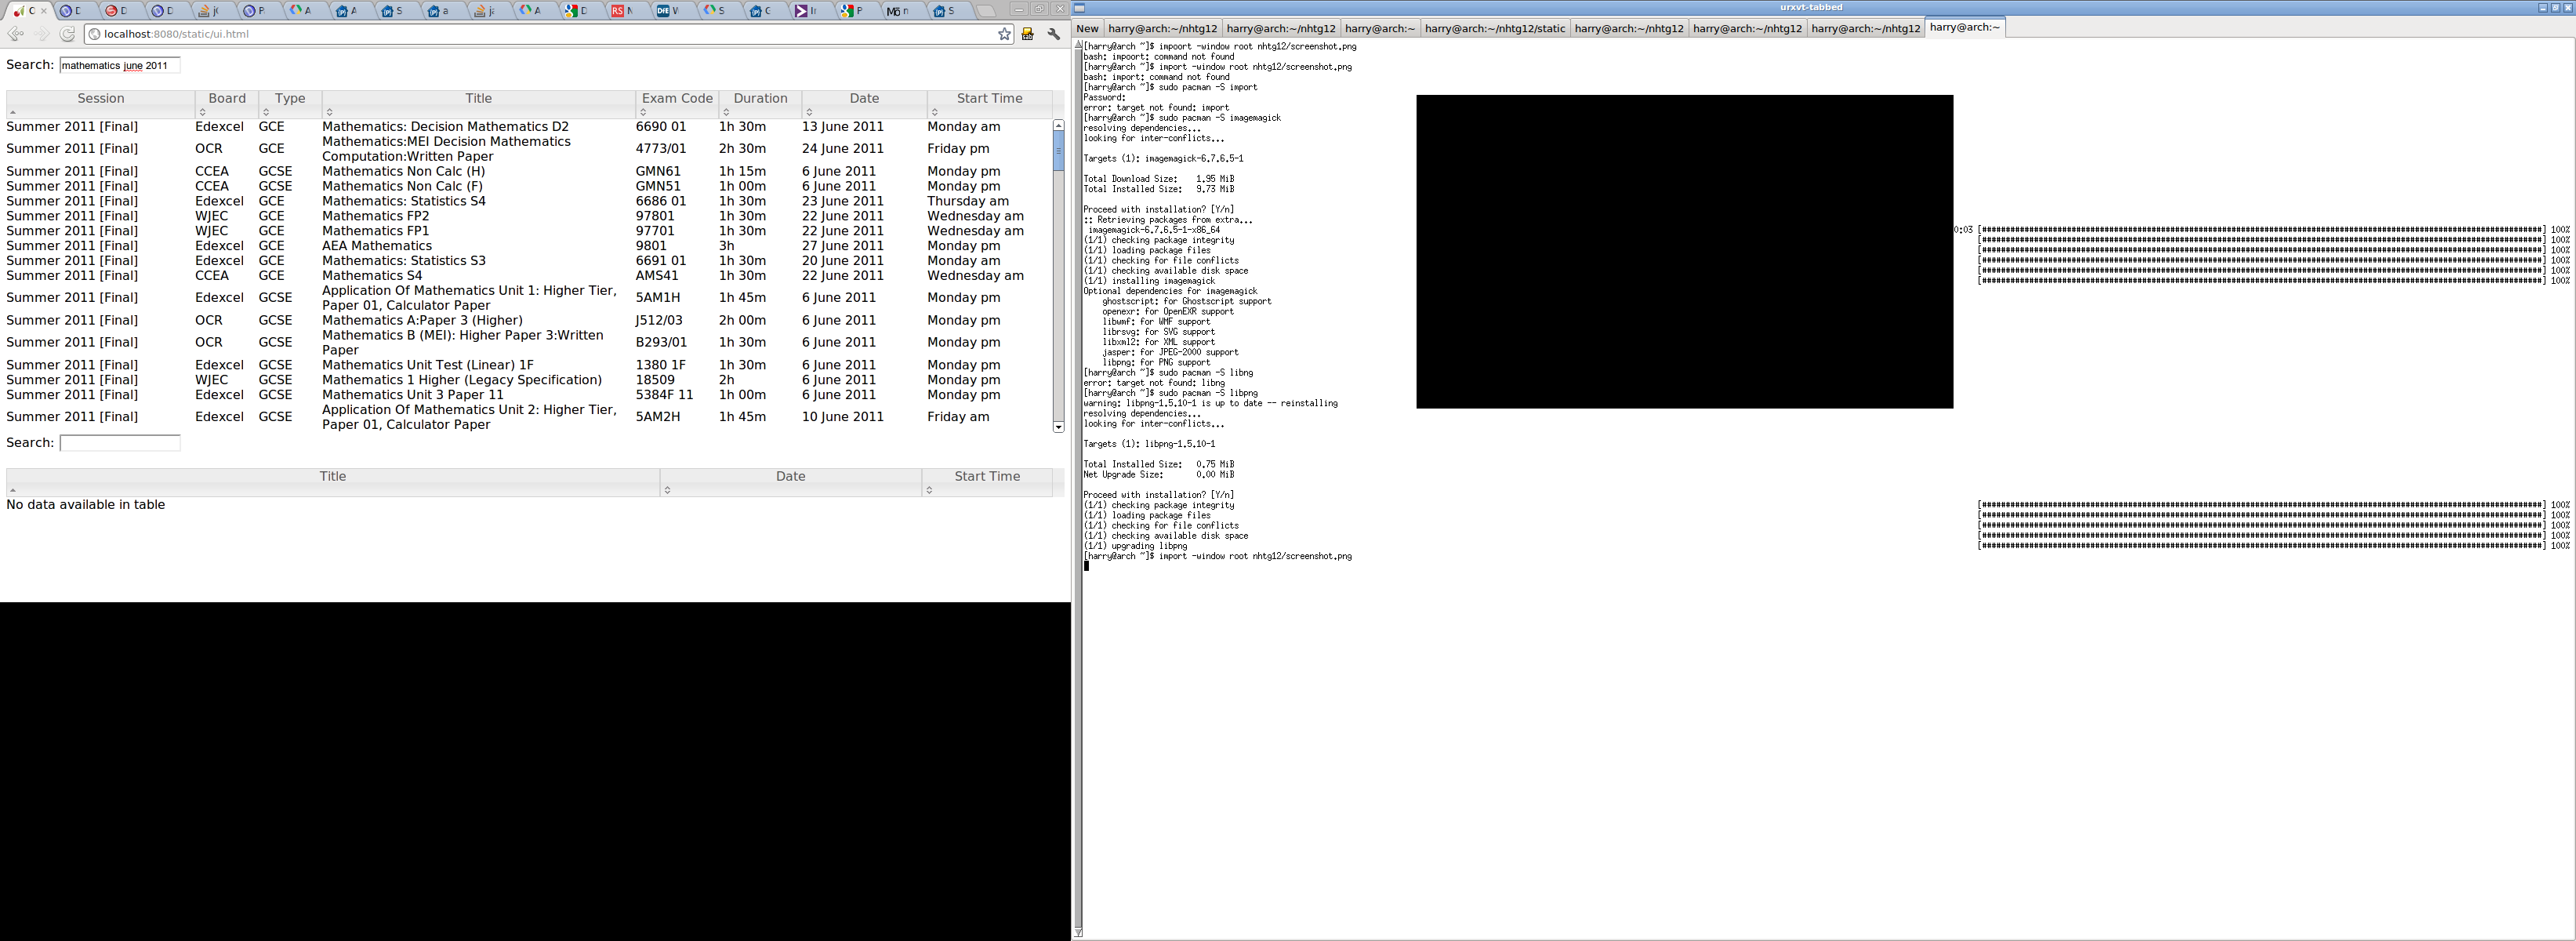 C D D D jC P A A S a ja A D RS N DfE W S G Ir P Mō n S
localhost:8080/static/ui.html
Search: mathematics june 2011
Session Board Type Title Exam Code Duration Date Start Time
Summer 2011 [Final] Edexcel GCE Mathematics: Decision Mathematics D2 6690 01 1h 30m 13 June 2011 Monday am
Summer 2011 [Final] OCR GCE Mathematics:MEI Decision Mathematics
Computation:Written Paper 4773/01 2h 30m 24 June 2011 Friday pm
Summer 2011 [Final] CCEA GCSE Mathematics Non Calc (H) GMN61 1h 15m 6 June 2011 Monday pm
Summer 2011 [Final] CCEA GCSE Mathematics Non Calc (F) GMN51 1h 00m 6 June 2011 Monday pm
Summer 2011 [Final] Edexcel GCE Mathematics: Statistics S4 6686 01 1h 30m 23 June 2011 Thursday am
Summer 2011 [Final] WJEC GCE Mathematics FP2 97801 1h 30m 22 June 2011 Wednesday am
Summer 2011 [Final] WJEC GCE Mathematics FP1 97701 1h 30m 22 June 2011 Wednesday am
Summer 2011 [Final] Edexcel GCE AEA Mathematics 9801 3h 27 June 2011 Monday pm
Summer 2011 [Final] Edexcel GCE Mathematics: Statistics S3 6691 01 1h 30m 20 June 2011 Monday am
Summer 2011 [Final] CCEA GCE Mathematics S4 AMS41 1h 30m 22 June 2011 Wednesday am
Summer 2011 [Final] Edexcel GCSE Application Of Mathematics Unit 1: Higher Tier,
Paper 01, Calculator Paper 5AM1H 1h 45m 6 June 2011 Monday pm
Summer 2011 [Final] OCR GCSE Mathematics A:Paper 3 (Higher) J512/03 2h 00m 6 June 2011 Monday pm
Summer 2011 [Final] OCR GCSE Mathematics B (MEI): Higher Paper 3:Written
Paper B293/01 1h 30m 6 June 2011 Monday pm
Summer 2011 [Final] Edexcel GCSE Mathematics Unit Test (Linear) 1F 1380 1F 1h 30m 6 June 2011 Monday pm
Summer 2011 [Final] WJEC GCSE Mathematics 1 Higher (Legacy Specification) 18509 2h 6 June 2011 Monday pm
Summer 2011 [Final] Edexcel GCSE Mathematics Unit 3 Paper 11 5384F 11 1h 00m 6 June 2011 Monday pm
Summer 2011 [Final] Edexcel GCSE Application Of Mathematics Unit 2: Higher Tier,
Paper 01, Calculator Paper 5AM2H 1h 45m 10 June 2011 Friday am
Search:
Title Date Start Time
No data available in table
urxvt-tabbed
New harry@arch:~/nhtg12 harry@arch:~/nhtg12 harry@arch:~ harry@arch:~/nhtg12/static harry@arch:~/nhtg12 harry@arch:~/nhtg12 harry@arch:~/nhtg12 harry@arch:~
[harry@arch ~]$ import -window root nhtg12/screenshot.png
bash: import: command not found
[harry@arch ~]$ import -window root nhtg12/screenshot.png
bash: import: command not found
[harry@arch ~]$ sudo pacman -S import
Password:
error: target not found: import
[harry@arch ~]$ sudo pacman -S imagemagick
resolving dependencies...
looking for inter-conflicts...
Targets (1): imagemagick-6.7.6.5-1
Total Download Size: 1.95 MiB
Total Installed Size: 9.73 MiB
Proceed with installation? [Y/n]
:: Retrieving packages from extra...
imagemagick-6.7.6.5-1-x86_64 0:03 100%
(1/1) checking package integrity 100%
(1/1) loading package files 100%
(1/1) checking for file conflicts 100%
(1/1) checking available disk space 100%
(1/1) installing imagemagick 100%
Optional dependencies for imagemagick
ghostscript: for Ghostscript support
openexr: for OpenEXR support
libwmf: for WMF support
librsvg: for SVG support
libxml2: for XML support
jasper: for JPEG-2000 support
libpng: for PNG support
[harry@arch ~]$ sudo pacman -S libng
error: target not found: libng
[harry@arch ~]$ sudo pacman -S libpng
warning: libpng-1.5.10-1 is up to date -- reinstalling
resolving dependencies...
looking for inter-conflicts...
Targets (1): libpng-1.5.10-1
Total Installed Size: 0.75 MiB
Net Upgrade Size: 0.00 MiB
Proceed with installation? [Y/n]
(1/1) checking package integrity 100%
(1/1) loading package files 100%
(1/1) checking for file conflicts 100%
(1/1) checking available disk space 100%
(1/1) upgrading libpng 100%
[harry@arch ~]$ import -window root nhtg12/screenshot.png